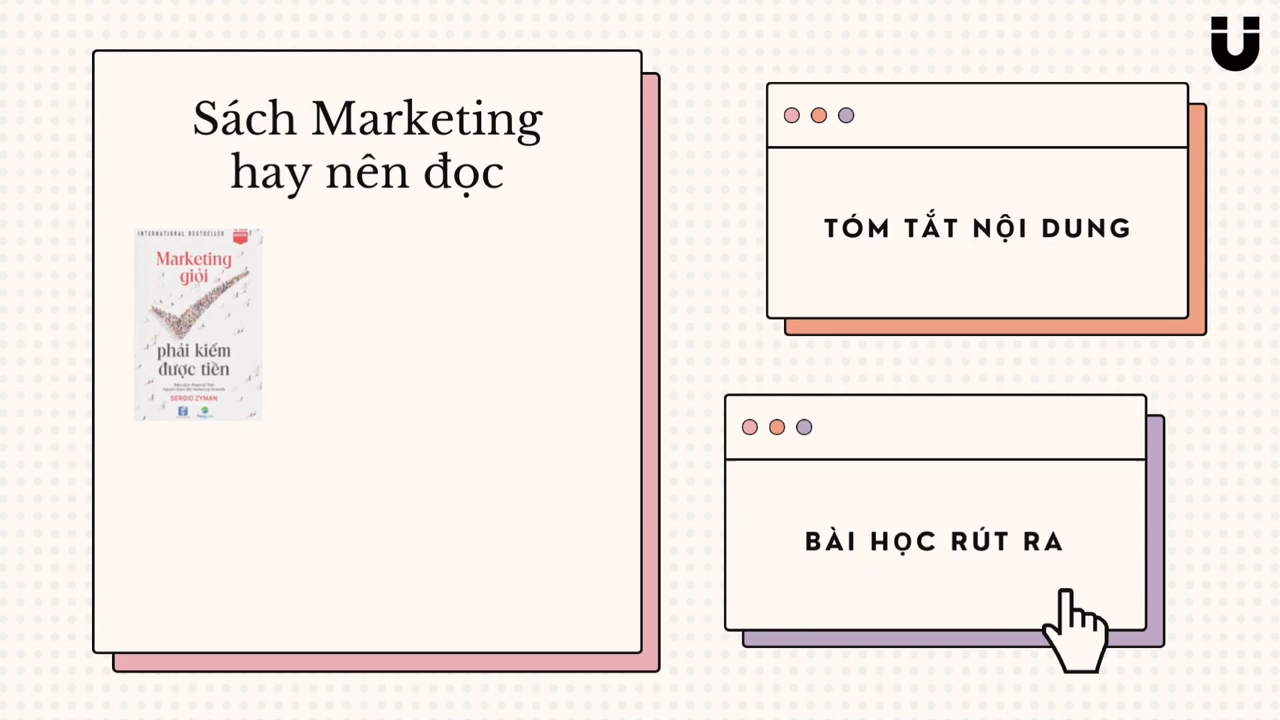 Sách Marketing
hay nên đọc
INTERNATIONAL BESTSELLER
Marketing
giỏi
phải kiếm
được tiền
SERGIO ZYMAN
TÓM TẮT NỘI DUNG
BÀI HỌC RÚT RA